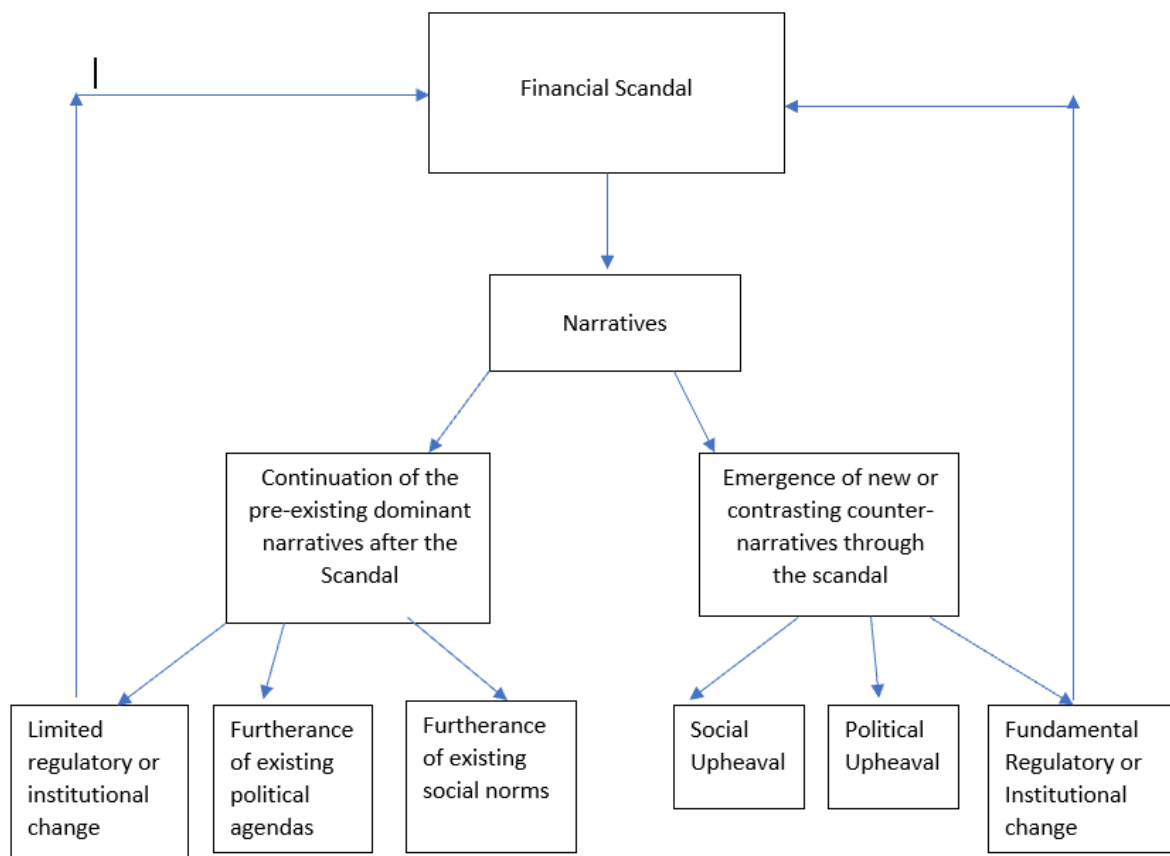 Financial Scandal
Narratives
Continuation of the
pre-existing dominant
narratives after the
Scandal
Emergence of new or
contrasting counter-
narratives through
the scandal
Limited
regulatory or
institutional
change
Furtherance
of existing
political
agendas
Furtherance
of existing
social norms
Social
Upheaval
Political
Upheaval
Fundamental
Regulatory or
Institutional
change